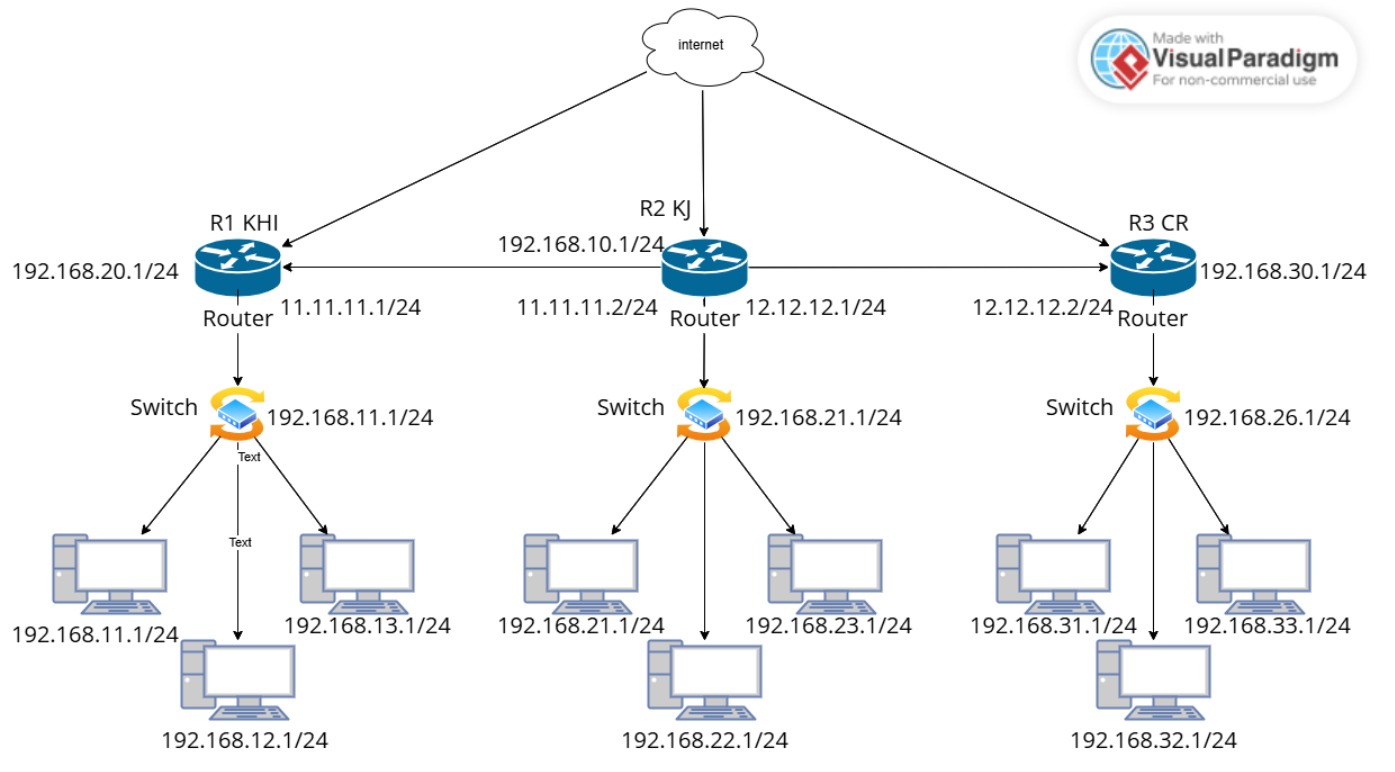 internet
Made with
Visual Paradigm
For non-commercial use
R1 KHI
R2 KJ
R3 CR
192.168.20.1/24
192.168.10.1/24
192.168.30.1/24
Router
11.11.11.1/24
11.11.11.2/24
Router
12.12.12.1/24
12.12.12.2/24
Router
Switch
192.168.11.1/24
Switch
192.168.21.1/24
Switch
192.168.26.1/24
Text
Text
192.168.11.1/24
192.168.13.1/24
192.168.21.1/24
192.168.23.1/24
192.168.31.1/24
192.168.33.1/24
192.168.12.1/24
192.168.22.1/24
192.168.32.1/24